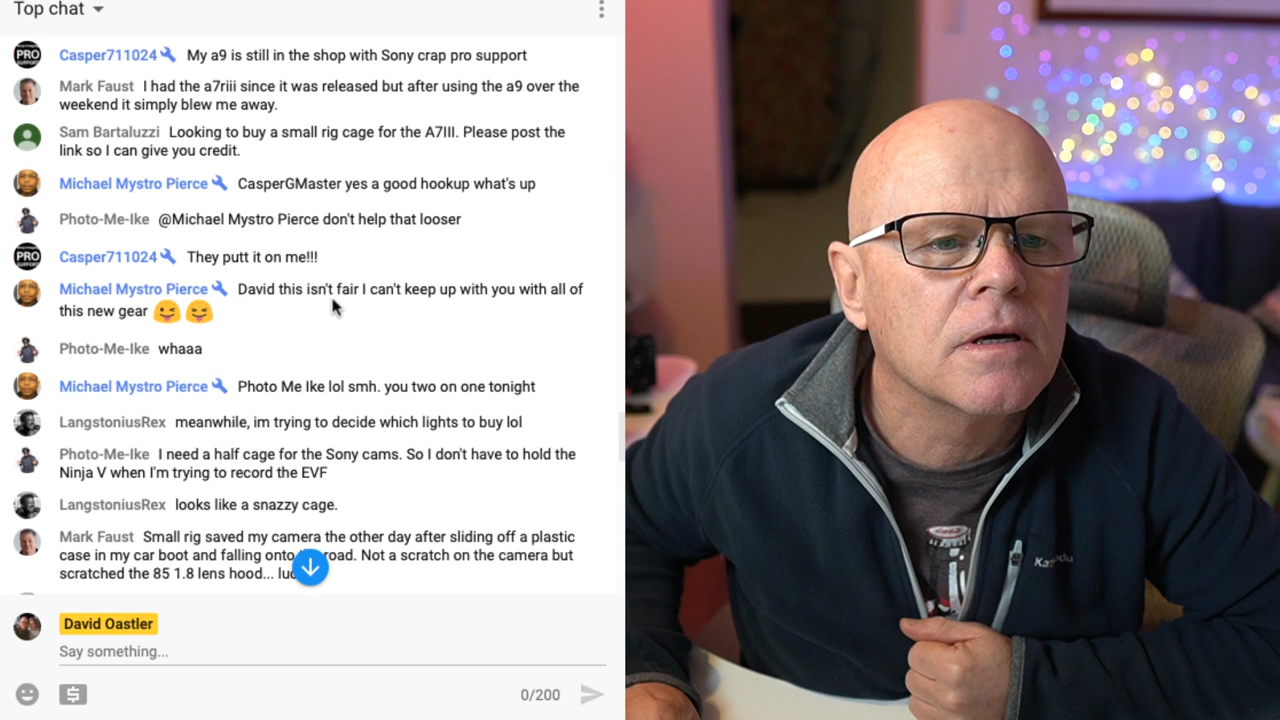 Top chat
Casper711024 My a9 is still in the shop with Sony crap pro support
Mark Faust I had the a7riii since it was released but after using the a9 over the
weekend it simply blew me away.
Sam Bartaluzzi Looking to buy a small rig cage for the A7III. Please post the
link so I can give you credit.
Michael Mystro Pierce CasperGMaster yes a good hookup what's up
Photo-Me-Ike @Michael Mystro Pierce don't help that looser
PRO
Casper711024 They putt it on me!!!
Michael Mystro Pierce David this isn't fair I can't keep up with you with all of
this new gear
Photo-Me-Ike whaaa
Michael Mystro Pierce Photo Me Ike lol smh. you two on one tonight
LangstoniusRex meanwhile, im trying to decide which lights to buy lol
Photo-Me-Ike I need a half cage for the Sony cams. So I don't have to hold the
Ninja V when I'm trying to record the EVF
LangstoniusRex looks like a snazzy cage.
Mark Faust Small rig saved my camera the other day after sliding off a plastic
case in my car boot and falling onto road. Not a scratch on the camera but
scratched the 85 1.8 lens hood...
David Oastler
Say something...
0/200